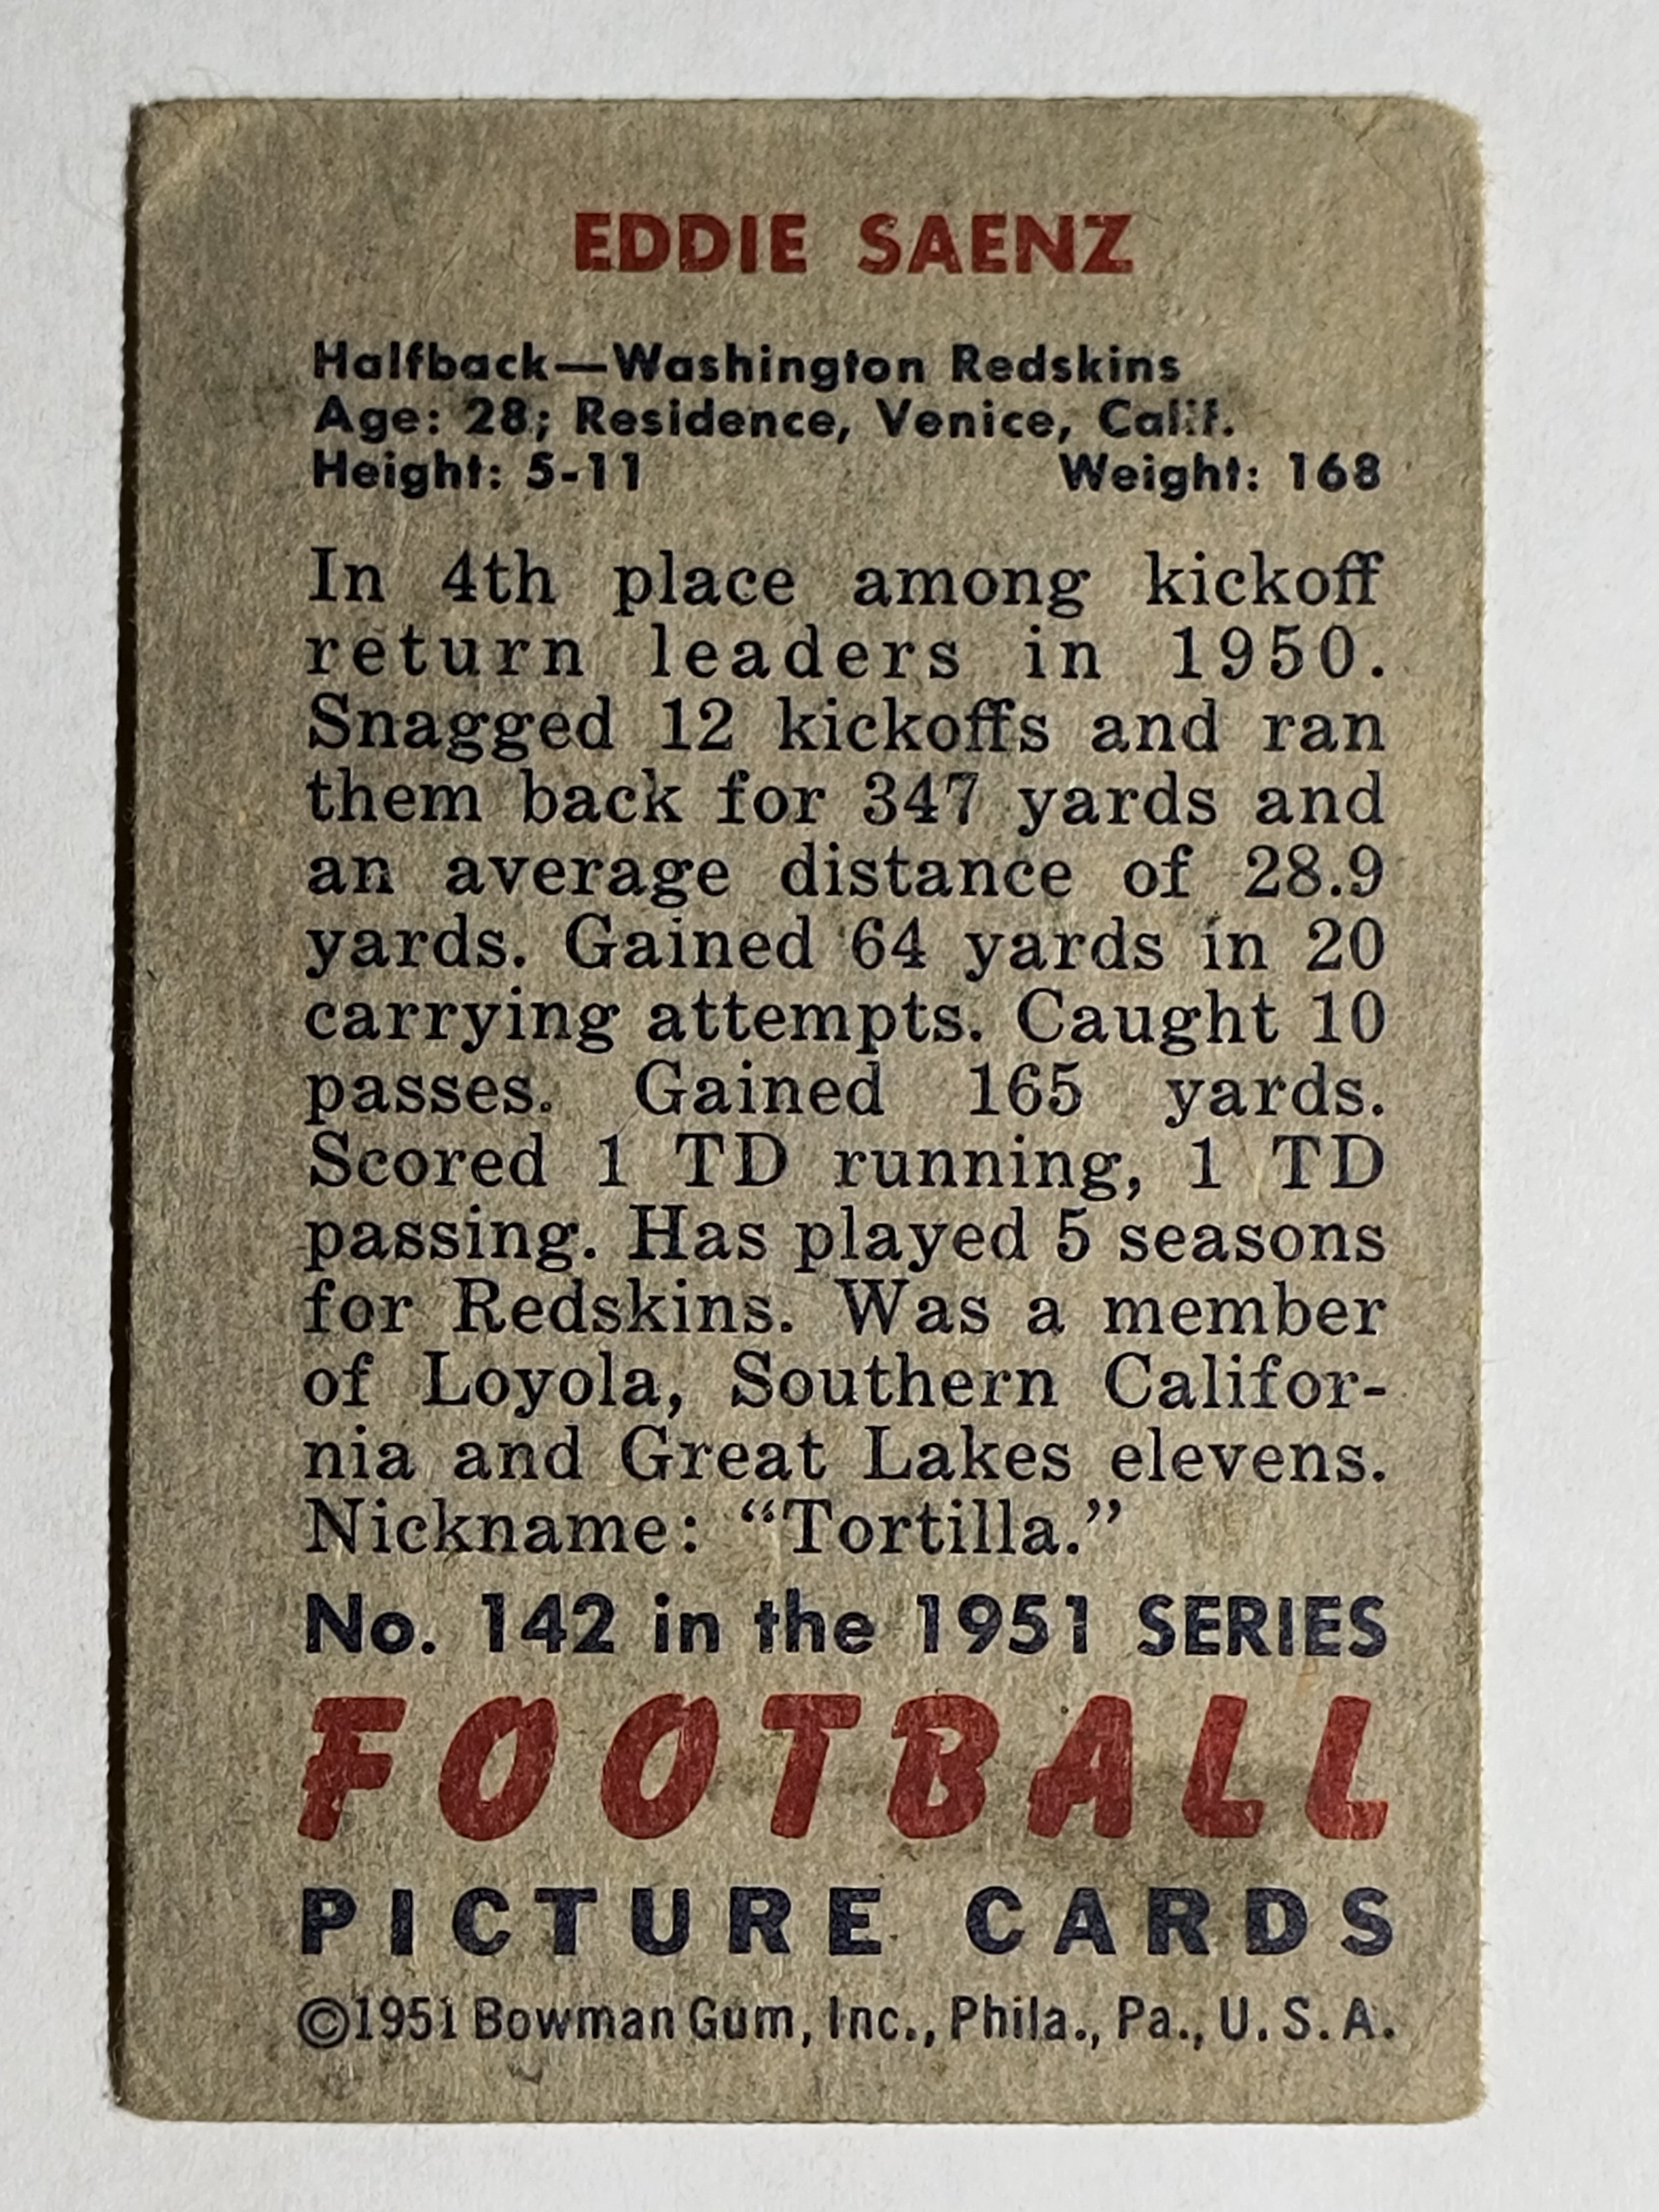 EDDIE SAENZ
Halfback—Washington Redskins
Age: 28; Residence, Venice, Calif.
Height: 5-11 Weight: 168
In 4th place among kickoff
return leaders in 1950.
Snagged 12 kickoffs and ran
them back for 347 yards and
an average distance of 28.9
yards. Gained 64 yards in 20
carrying attempts. Caught 10
passes. Gained 165 yards.
Scored 1 TD running, 1 TD
passing. Has played 5 seasons
for Redskins. Was a member
of Loyola, Southern Califor-
nia and Great Lakes elevens.
Nickname: “Tortilla.”
No. 142 in the 1951 SERIES
FOOTBALL
PICTURE CARDS
©1951 Bowman Gum, Inc., Phila., Pa., U. S. A.